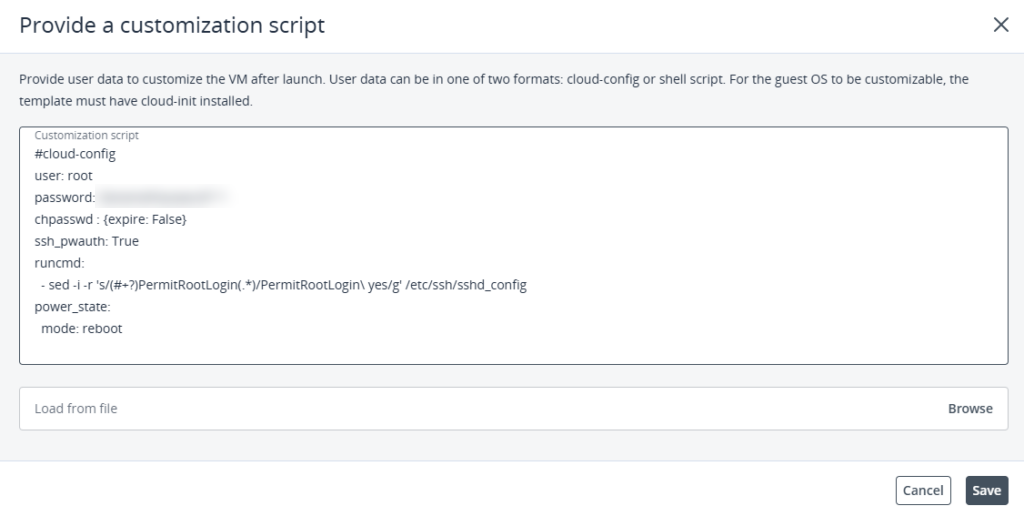 Provide a customization script
Provide user data to customize the VM after launch. User data can be in one of two formats: cloud-config or shell script. For the guest OS to be customizable, the
template must have cloud-init installed.
Customization script
#cloud-config
user: root
password:
chpasswd : {expire: False}
ssh_pwauth: True
runcmd:
- sed -i -r 's/(#+?)PermitRootLogin(.*)/PermitRootLogin\ yes/g' /etc/ssh/sshd_config
power_state:
mode: reboot
Load from file
Browse
Cancel
Save